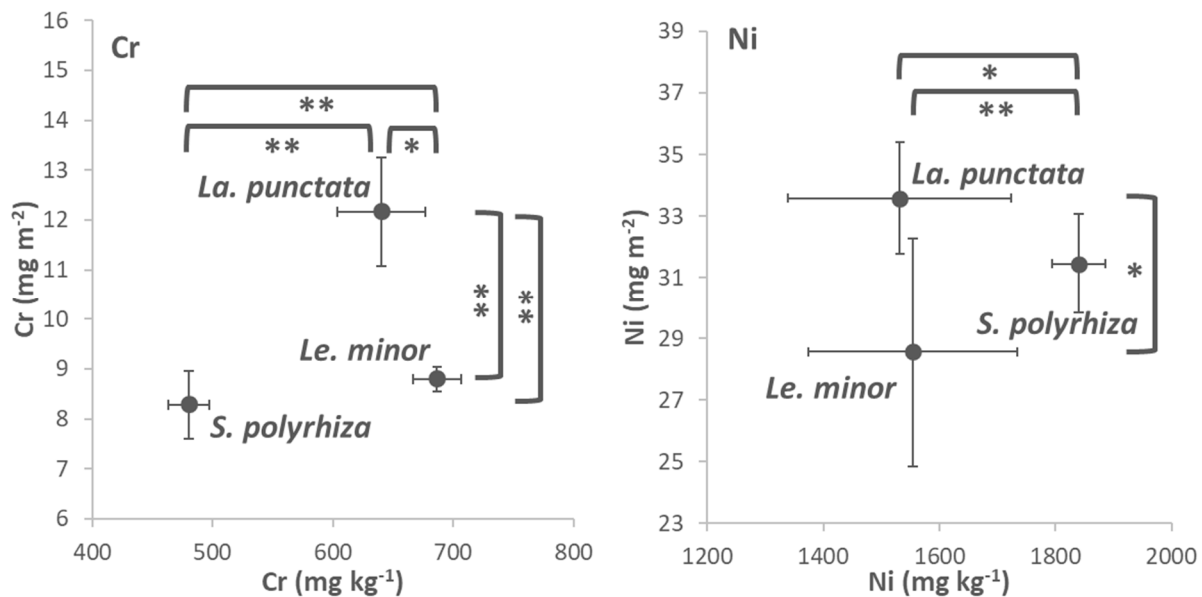 Cr
16
15
14
13
12
11
10
9
8
7
6
Cr (mg m-2)
**
**
*
La. punctata
**
**
Le. minor
S. polyrhiza
400 500 600 700 800
Cr (mg kg-1)
Ni
39
37
35
33
31
29
27
25
23
Ni (mg m-2)
*
**
La. punctata
*
S. polyrhiza
Le. minor
1200 1400 1600 1800 2000
Ni (mg kg-1)